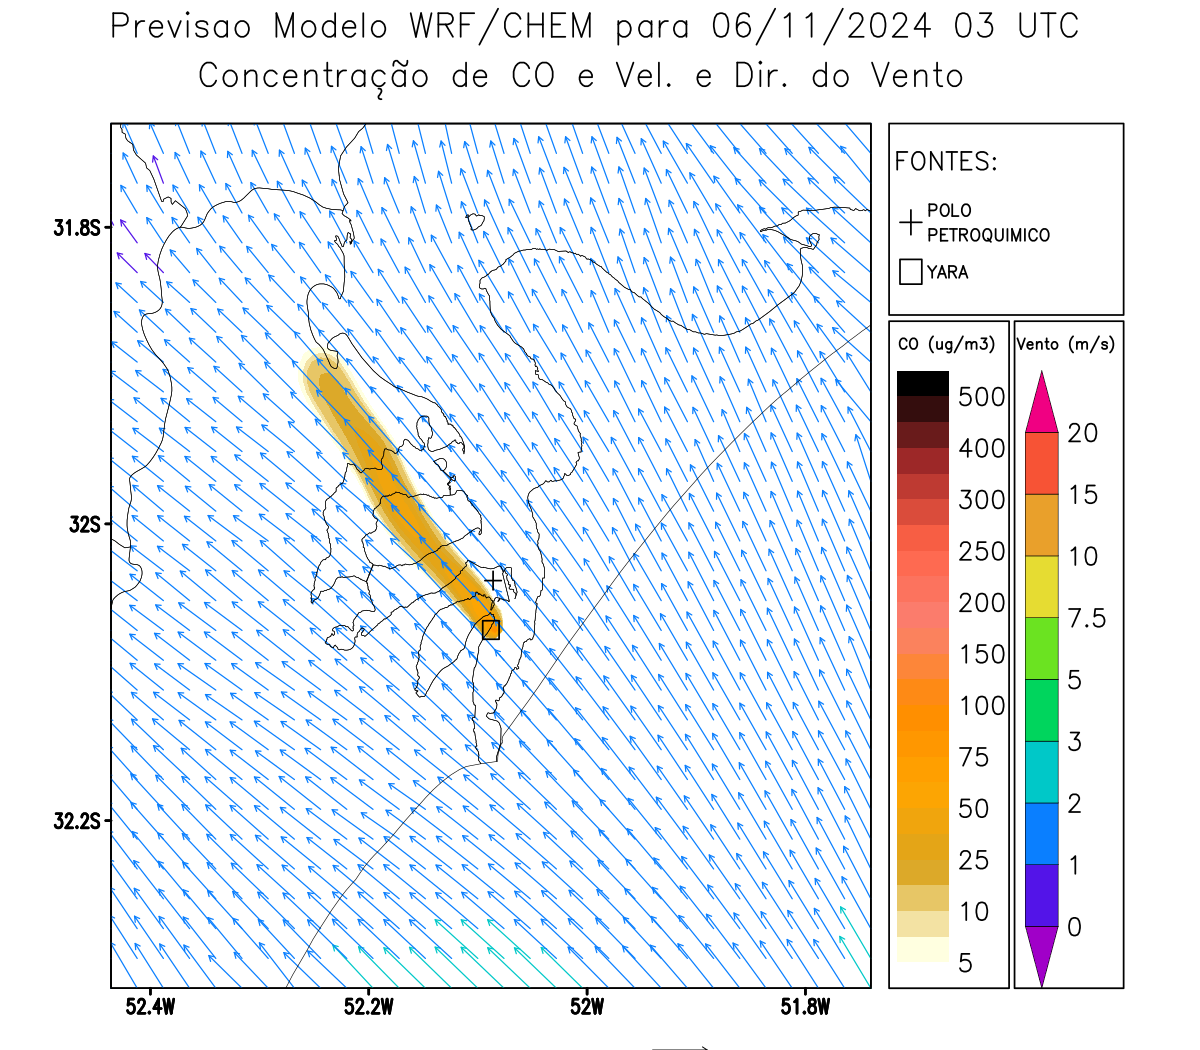 Previsao Modelo WRF/CHEM para 06/11/2024 03 UTC
Concentração de CO e Vel. e Dir. do Vento
FONTES:
POLO
PETROQUIMICO
YARA
CO (ug/m3)
500
400
300
250
200
150
100
75
50
25
10
5
Vento (m/s)
20
15
10
7.5
5
3
2
1
0
31.8S
32S
32.2S
52.4W
52.2W
52W
51.8W